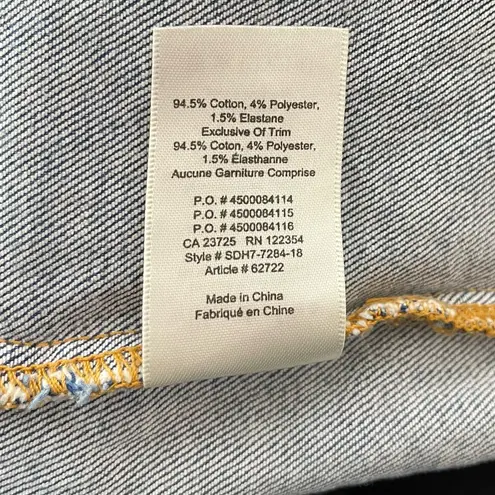 94.5% Cotton, 4% Polyester,
1.5% Elastane
Exclusive Of Trim
94.5% Coton, 4% Polyester,
1.5% Élasthanne
Aucune Garniture Comprise
P.O. # 4500084114
P.O. # 4500084115
P.O. # 4500084116
CA 23725 RN 122354
Style # SDH7-7284-18
Article # 62722
Made in China
Fabriqué en Chine